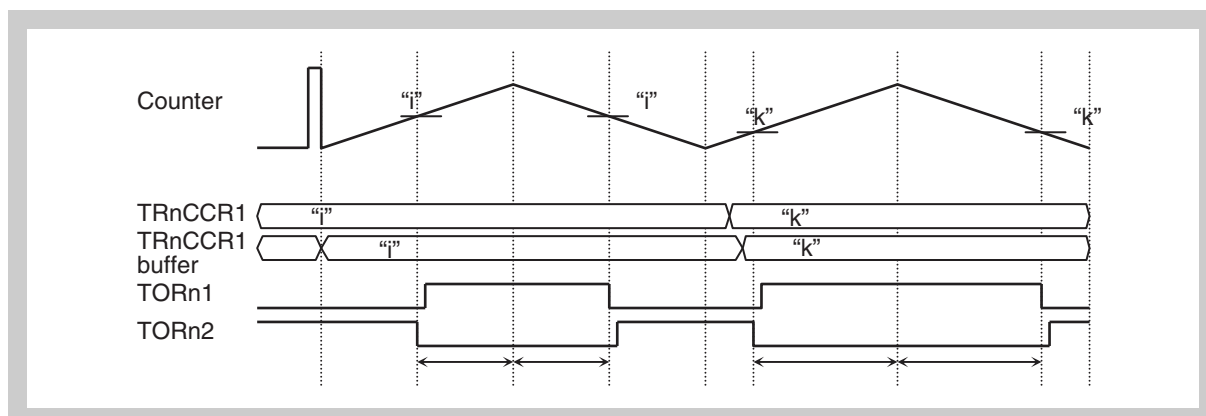 Counter
“i”
“i”
“k”
“k”
TRnCCR1
“i”
“k”
TRnCCR1
buffer
“i”
“k”
TORn1
TORn2